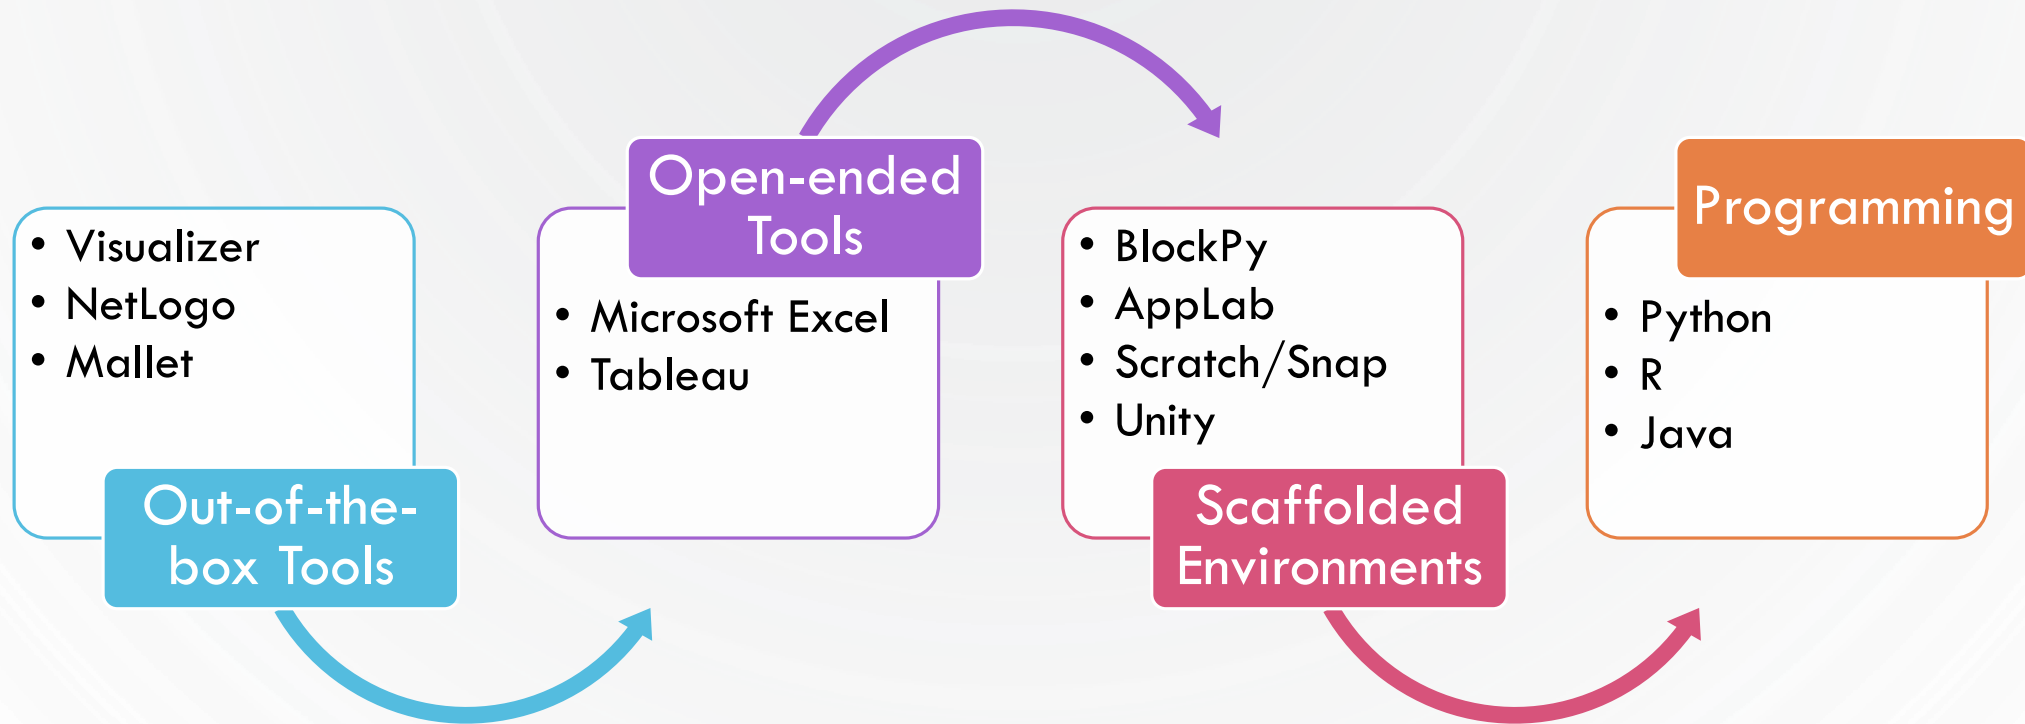 • Visualizer
• NetLogo
• Mallet
Out-of-the-
box Tools
Open-ended
Tools
• Microsoft Excel
• Tableau
• BlockPy
• AppLab
• Scratch/Snap
• Unity
Scaffolded
Environments
Programming
• Python
• R
• Java